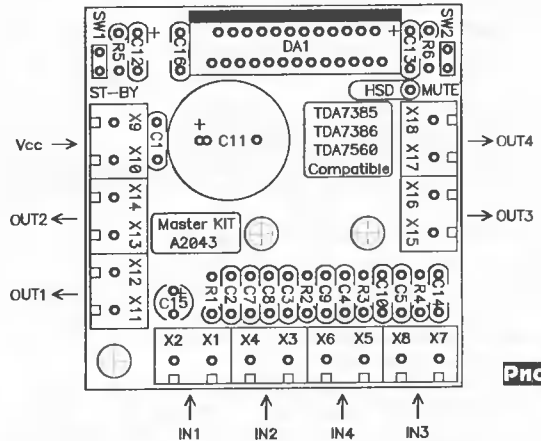 SW1
R5
C12
+
C16
DA1
+
C13
R6
SW2
ST-BY
HSD
MUTE
Vcc
X9
X10
C1
+
C11
TDA7385
TDA7386
TDA7560
Compatible
X18
X17
OUT4
OUT2
X14
X13
Master KIT
A2043
X16
X15
OUT3
OUT1
X12
X11
C15
+
R1
C2
C7
C8
C3
R2
C9
C4
R3
C10
C5
R4
C14
X2 X1 X4 X3 X6 X5 X8 X7
Рис
IN1 IN2 IN4 IN3